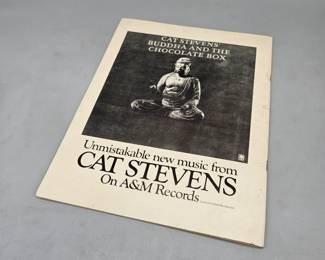 CAT STEVENS'
BUDDHA AND THE
CHOCOLATE BOX
Unmistakable new music from
CAT STEVENS
On A&M Records